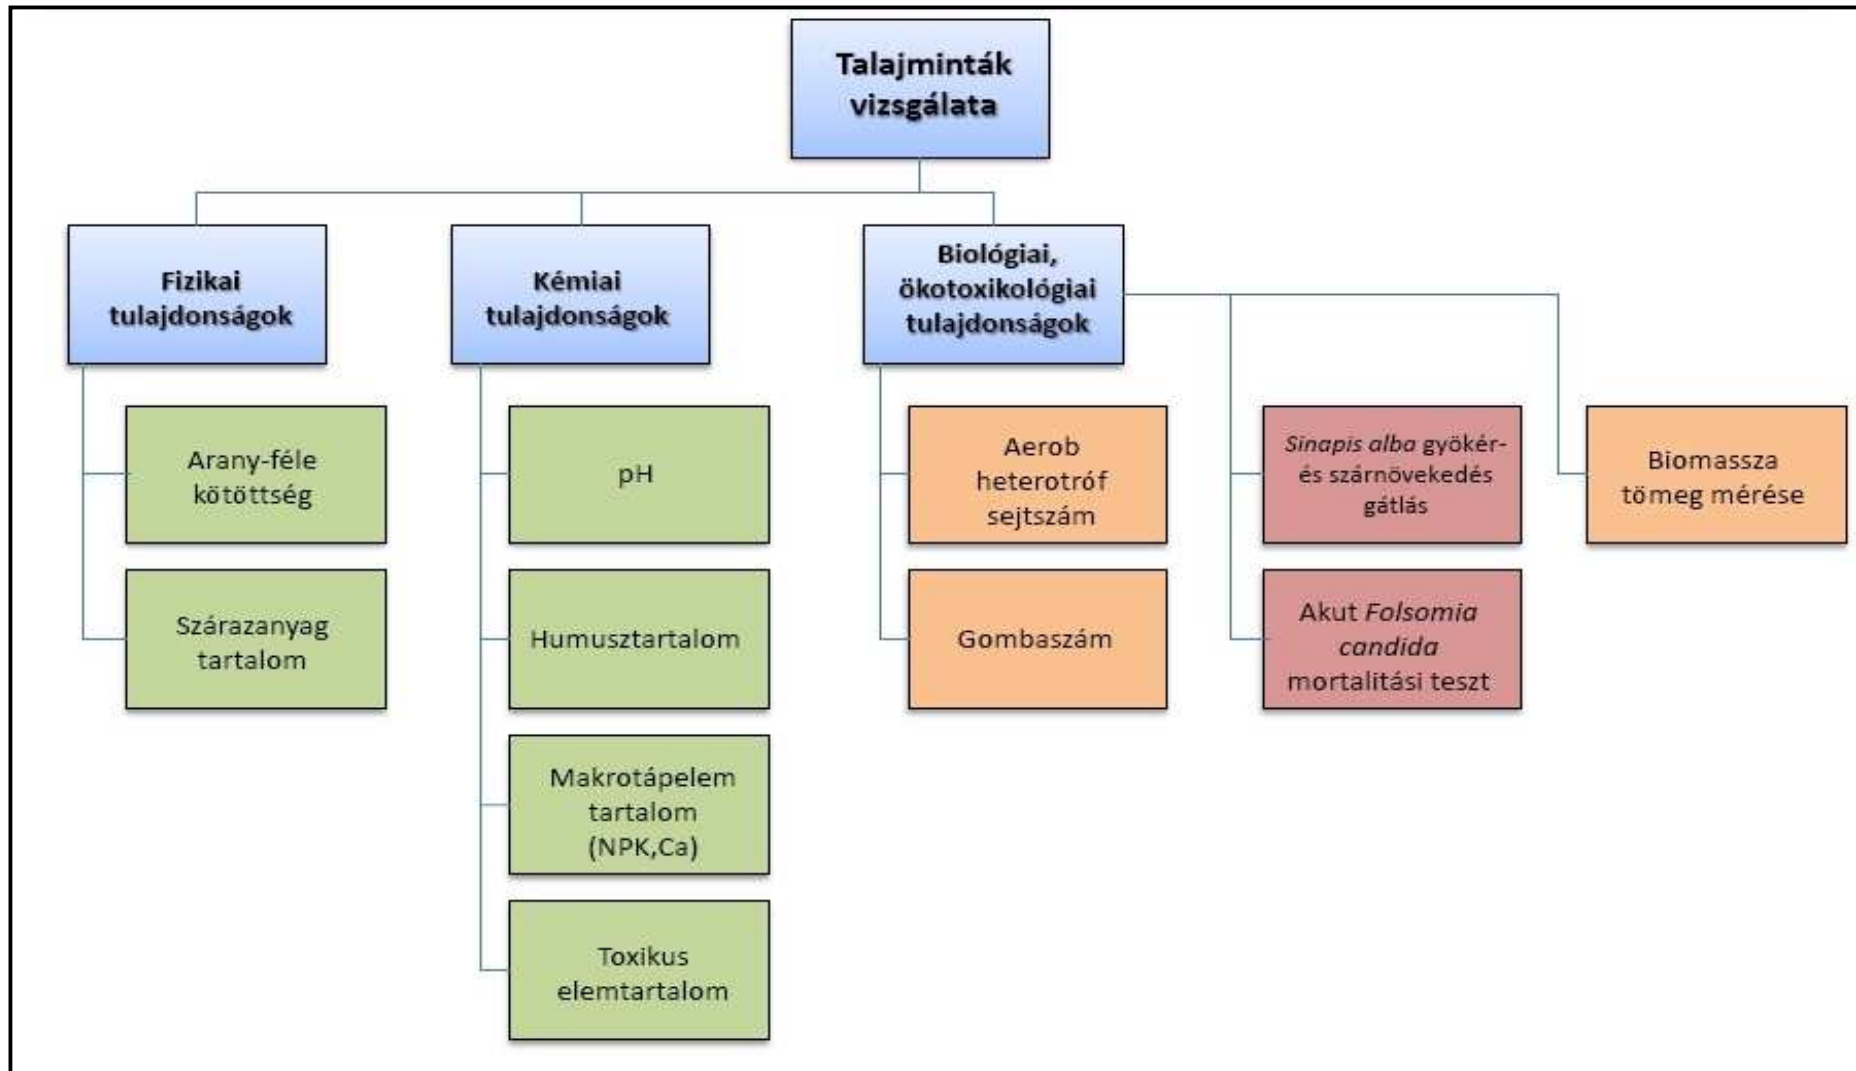 Talajminták
vizsgálata
Fizikai
tulajdonságok
Kémiai
tulajdonságok
Biológiai,
ökotoxikológiai
tulajdonságok
Arany-féle
kötöttség
Szárazanyag
tartalom
pH
Humusztartalom
Makrotápelem
tartalom
(NPK,Ca)
Toxikus
elemtartalom
Aerob
heterotróf
sejtszám
Gombaszám
Sinapis alba gyökér-
és szárnövekedés
gátlás
Akut Folsomia
candida
mortalitási teszt
Biomassza
tömeg mérése